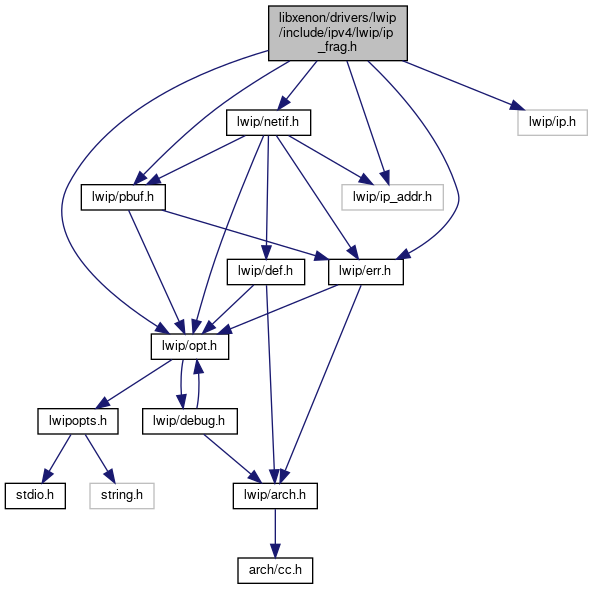 libxenon/drivers/lwip
/include/ipv4/lwip/ip
_frag.h
lwip/netif.h
lwip/ip.h
lwip/pbuf.h
lwip/ip_addr.h
lwip/def.h
lwip/err.h
lwip/opt.h
lwipopts.h
lwip/debug.h
stdio.h
string.h
lwip/arch.h
arch/cc.h